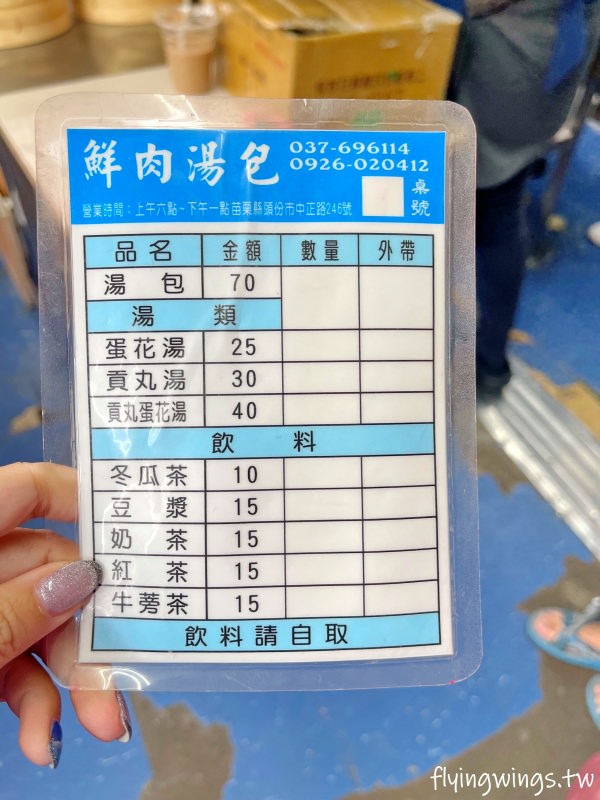 鮮肉湯包
037-696114
0926-020412
桌號
營業時間：上午六點~下午一點 苗栗縣頭份市中正路246號
品名 金額 數量 外帶
湯包 70
湯類
蛋花湯 25
貢丸湯 30
貢丸蛋花湯 40
飲料
冬瓜茶 10
豆漿 15
奶茶 15
紅茶 15
牛蒡茶 15
飲料請自取
flyingwings.tw